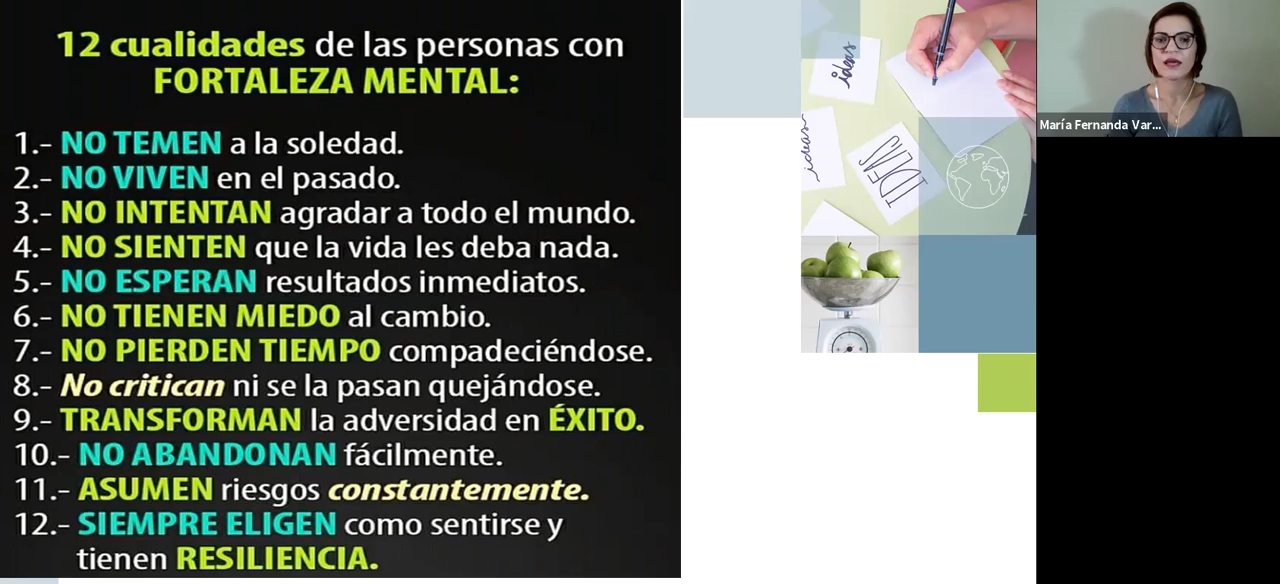 12 cualidades de las personas con
FORTALEZA MENTAL:
1.- NO TEMEN a la soledad.
2.- NO VIVEN en el pasado.
3.- NO INTENTAN agradar a todo el mundo.
4.- NO SIENTEN que la vida les deba nada.
5.- NO ESPERAN resultados inmediatos.
6.- NO TIENEN MIEDO al cambio.
7.- NO PIERDEN TIEMPO compadeciéndose.
8.- No critican ni se la pasan quejándose.
9.- TRANSFORMAN la adversidad en ÉXITO.
10.- NO ABANDONAN fácilmente.
11.- ASUMEN riesgos constantemente.
12.- SIEMPRE ELIGEN como sentirse y
tienen RESILIENCIA.
ideas
ideas
IDEAS
María Fernanda Var...